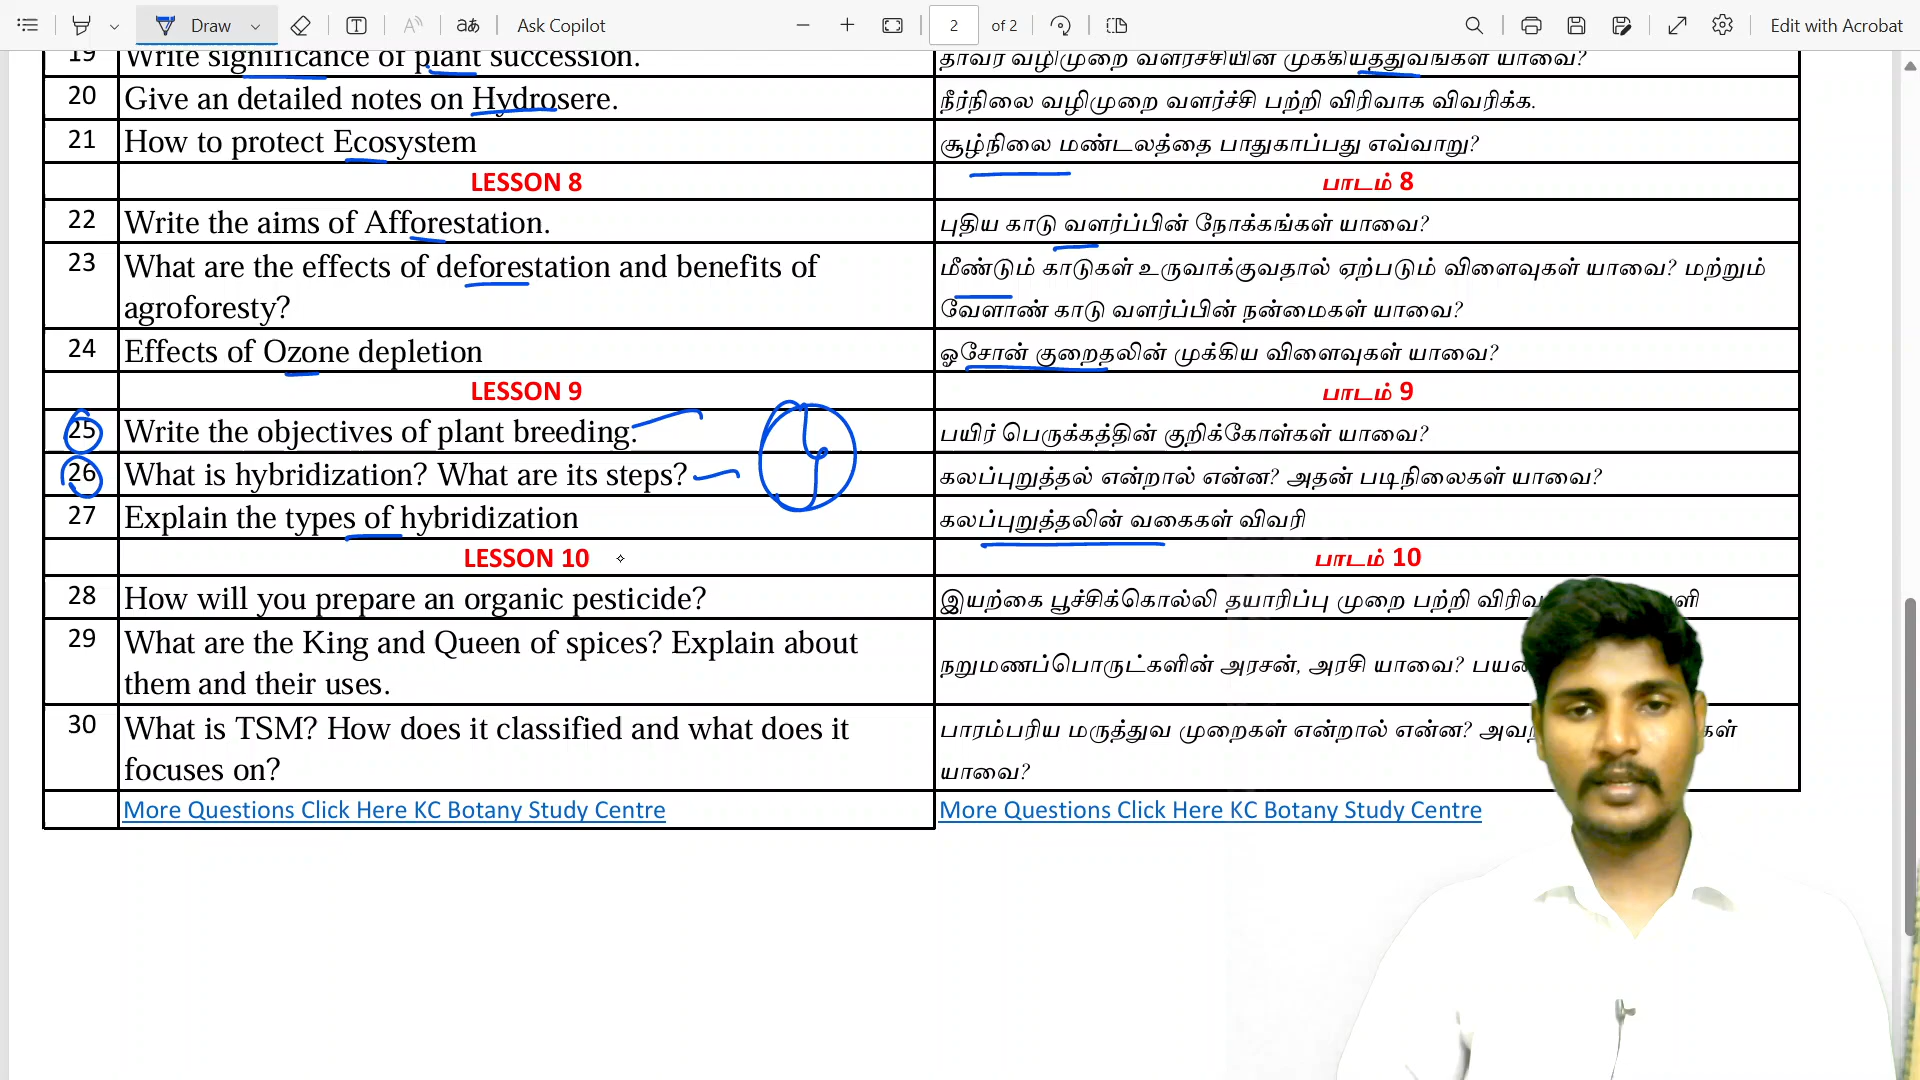 Draw
Ask Copilot
2 of 2
Edit with Acrobat
19 Write significance of plant succession. தாவர வழிமுறை வளர்ச்சியின் முக்கியத்துவங்கள் யாவை?
20 Give an detailed notes on Hydrosere. நீர்நிலை வழிமுறை வளர்ச்சி பற்றி விரிவாக விவரிக்க.
21 How to protect Ecosystem சூழ்நிலை மண்டலத்தை பாதுகாப்பது எவ்வாறு?
LESSON 8 பாடம் 8
22 Write the aims of Afforestation. புதிய காடு வளர்ப்பின் நோக்கங்கள் யாவை?
23 What are the effects of deforestation and benefits of மீண்டும் காடுகள் உருவாக்குவதால் ஏற்படும் விளைவுகள் யாவை? மற்றும்
agroforesty? வேளாண் காடு வளர்ப்பின் நன்மைகள் யாவை?
24 Effects of Ozone depletion ஓசோன் குறைதலின் முக்கிய விளைவுகள் யாவை?
LESSON 9 பாடம் 9
25 Write the objectives of plant breeding. பயிர் பெருக்கத்தின் குறிக்கோள்கள் யாவை?
26 What is hybridization? What are its steps? கலப்புறுத்தல் என்றால் என்ன? அதன் படிநிலைகள் யாவை?
27 Explain the types of hybridization கலப்புறுத்தலின் வகைகள் விவரி
LESSON 10 பாடம் 10
28 How will you prepare an organic pesticide? இயற்கை பூச்சிக்கொல்லி தயாரிப்பு முறை பற்றி
29 What are the King and Queen of spices? Explain about
them and their uses. நறுமணப்பொருட்களின் அரசன், அரசி யாவை?
30 What is TSM? How does it classified and what does it பாரம்பரிய மருத்துவ முறைகள் என்றால் என்ன?
focuses on? யாவை?
More Questions Click Here KC Botany Study Centre More Questions Click Here KC Botany Study Centre